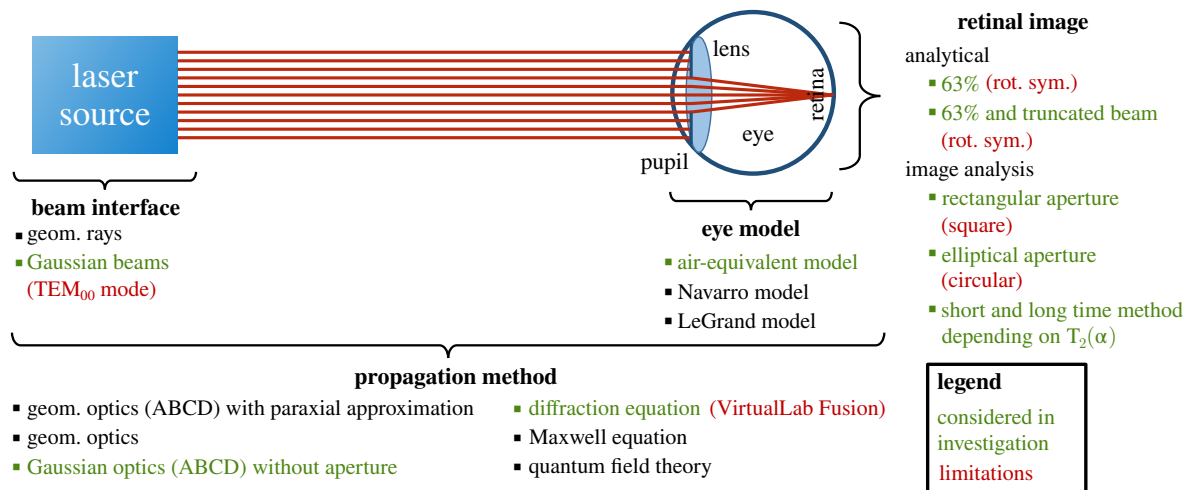 laser
source
lens
retina
eye
pupil
beam interface
▪ geom. rays
▪ Gaussian beams
(TEM₀₀ mode)
eye model
▪ air-equivalent model
▪ Navarro model
▪ LeGrand model
retinal image
analytical
▪ 63% (rot. sym.)
▪ 63% and truncated beam
(rot. sym.)
image analysis
▪ rectangular aperture
(square)
▪ elliptical aperture
(circular)
▪ short and long time method
depending on T₂(α)
propagation method
▪ geom. optics (ABCD) with paraxial approximation
▪ geom. optics
▪ Gaussian optics (ABCD) without aperture
▪ diffraction equation (VirtualLab Fusion)
▪ Maxwell equation
▪ quantum field theory
legend
considered in
investigation
limitations